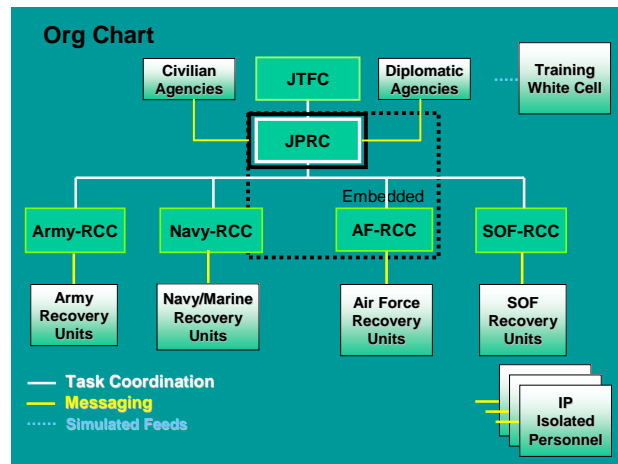 Org Chart
Civilian
Agencies
JTFC
Diplomatic
Agencies
Training
White Cell
JPRC
Embedded
Army-RCC
Navy-RCC
AF-RCC
SOF-RCC
Army
Recovery
Units
Navy/Marine
Recovery
Units
Air Force
Recovery
Units
SOF
Recovery
Units
Task Coordination
Messaging
Simulated Feeds
IP
Isolated
Personnel